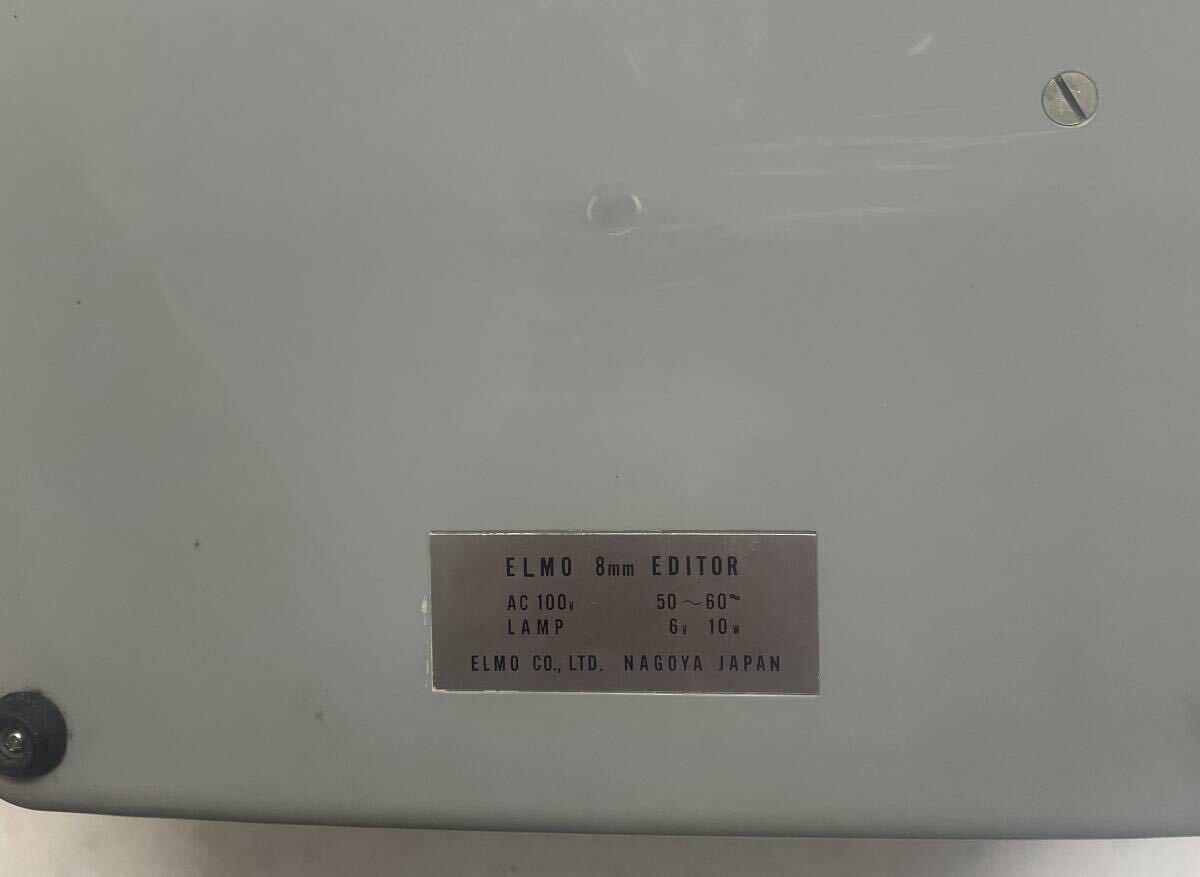 ELMO 8mm EDITOR
AC 100V 50~60∾
LAMP 6V 10W
ELMO CO., LTD. NAGOYA JAPAN